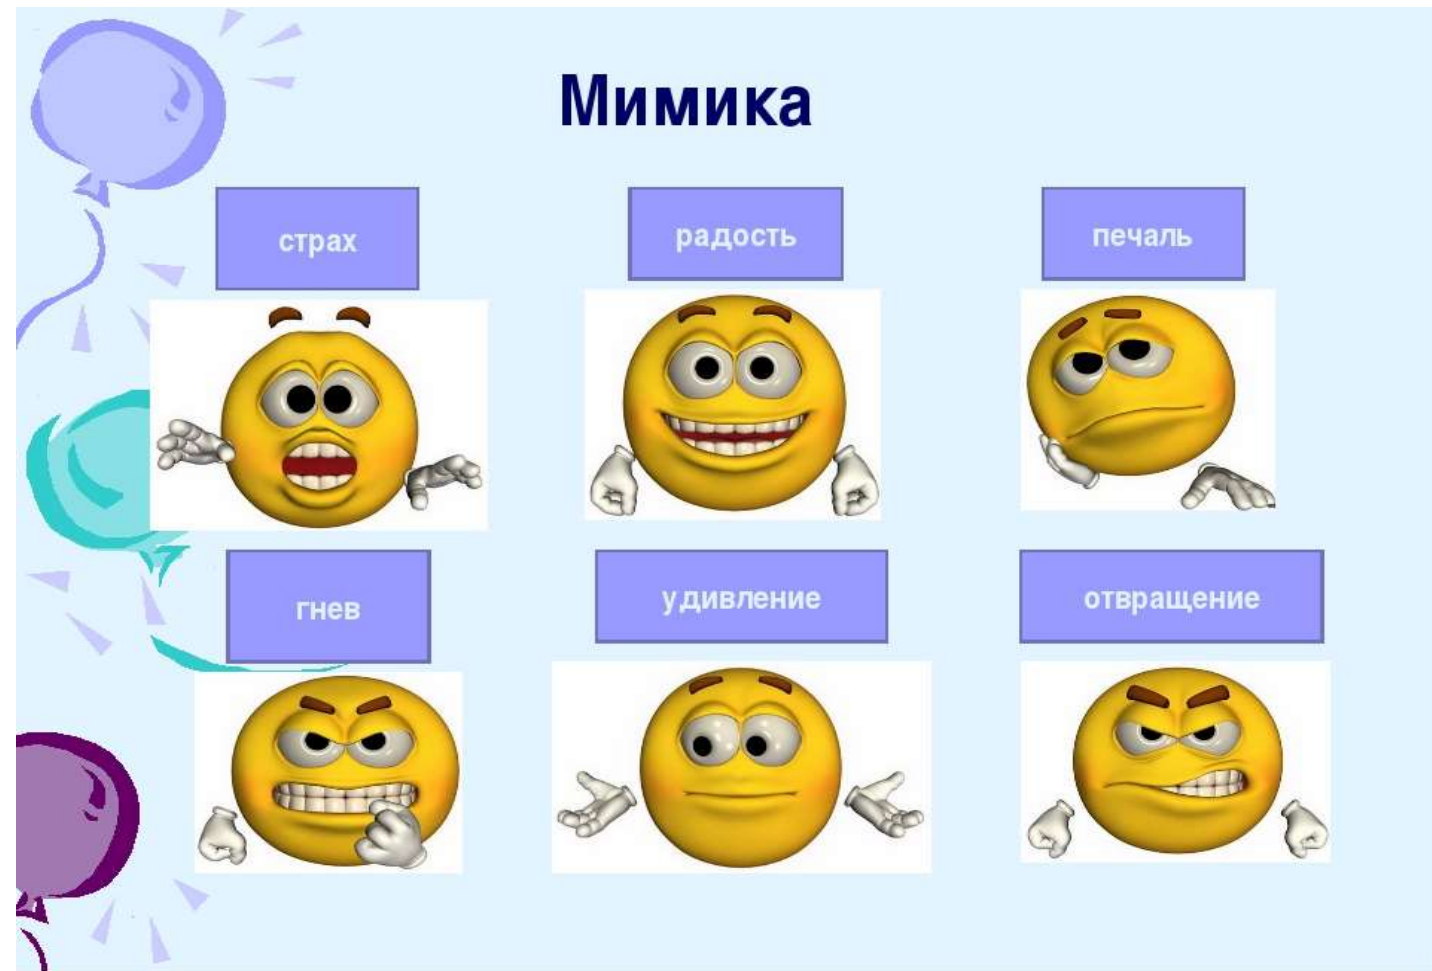 Мимика
страх
радость
печаль
гнев
удивление
отвращение